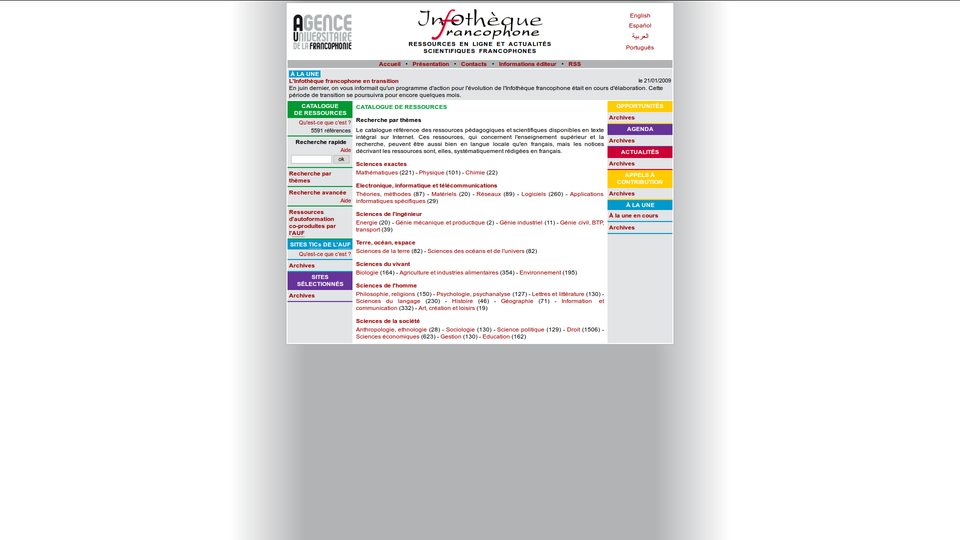 AGENCE
UNIVERSITAIRE
DE LA FRANCOPHONIE
Infothèque
francophone
RESSOURCES EN LIGNE ET ACTUALITÉS
SCIENTIFIQUES FRANCOPHONES
English
Español
العربية
Português
Accueil • Présentation • Contacts • Informations éditeur • RSS
À LA UNE
L'Infothèque francophone en transition
le 21/01/2009
En juin dernier, on vous informait qu'un programme d'action pour l'évolution de l'Infothèque francophone était en cours d'élaboration. Cette
période de transition se poursuivra pour encore quelques mois.
CATALOGUE
DE RESSOURCES
Qu'est-ce que c'est ?
5591 références
Recherche rapide
Aide
ok
Recherche par
thèmes
Recherche avancée
Aide
Ressources
d'autoformation
co-produites par
l'AUF
SITES TICs DE L'AUF
Qu'est-ce que c'est ?
Archives
SITES
SÉLECTIONNÉS
Archives
CATALOGUE DE RESSOURCES
Recherche par thèmes
Le catalogue référence des ressources pédagogiques et scientifiques disponibles en texte
intégral sur Internet. Ces ressources, qui concernent l'enseignement supérieur et la
recherche, peuvent être aussi bien en langue locale qu'en français, mais les notices
décrivant les ressources sont, elles, systématiquement rédigées en français.
Sciences exactes
Mathématiques (221) - Physique (101) - Chimie (22)
Electronique, informatique et télécommunications
Théories, méthodes (87) - Matériels (20) - Réseaux (89) - Logiciels (260) - Applications
informatiques spécifiques (29)
Sciences de l'ingénieur
Energie (20) - Génie mécanique et productique (2) - Génie industriel (11) - Génie civil, BTP,
transport (39)
Terre, océan, espace
Sciences de la terre (82) - Sciences des océans et de l'univers (82)
Sciences du vivant
Biologie (164) - Agriculture et industries alimentaires (354) - Environnement (195)
Sciences de l'homme
Philosophie, religions (150) - Psychologie, psychanalyse (127) - Lettres et littérature (130) -
Sciences du langage (230) - Histoire (46) - Géographie (71) - Information et
communication (332) - Art, création et loisirs (19)
Sciences de la société
Anthropologie, ethnologie (28) - Sociologie (130) - Science politique (129) - Droit (1506) -
Sciences économiques (623) - Gestion (130) - Education (162)
OPPORTUNITÉS
Archives
AGENDA
Archives
ACTUALITÉS
Archives
APPELS À
CONTRIBUTION
Archives
À LA UNE
À la une en cours
Archives